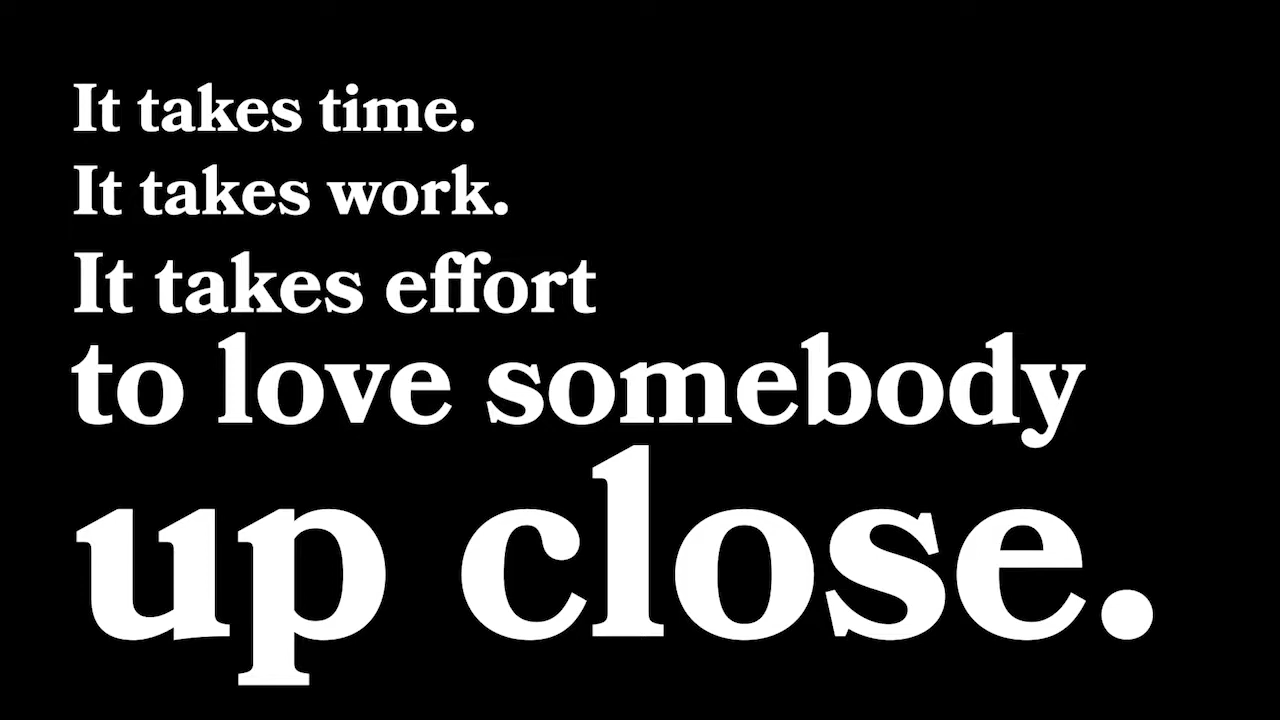 It takes time.
It takes work.
It takes effort
to love somebody
up close.